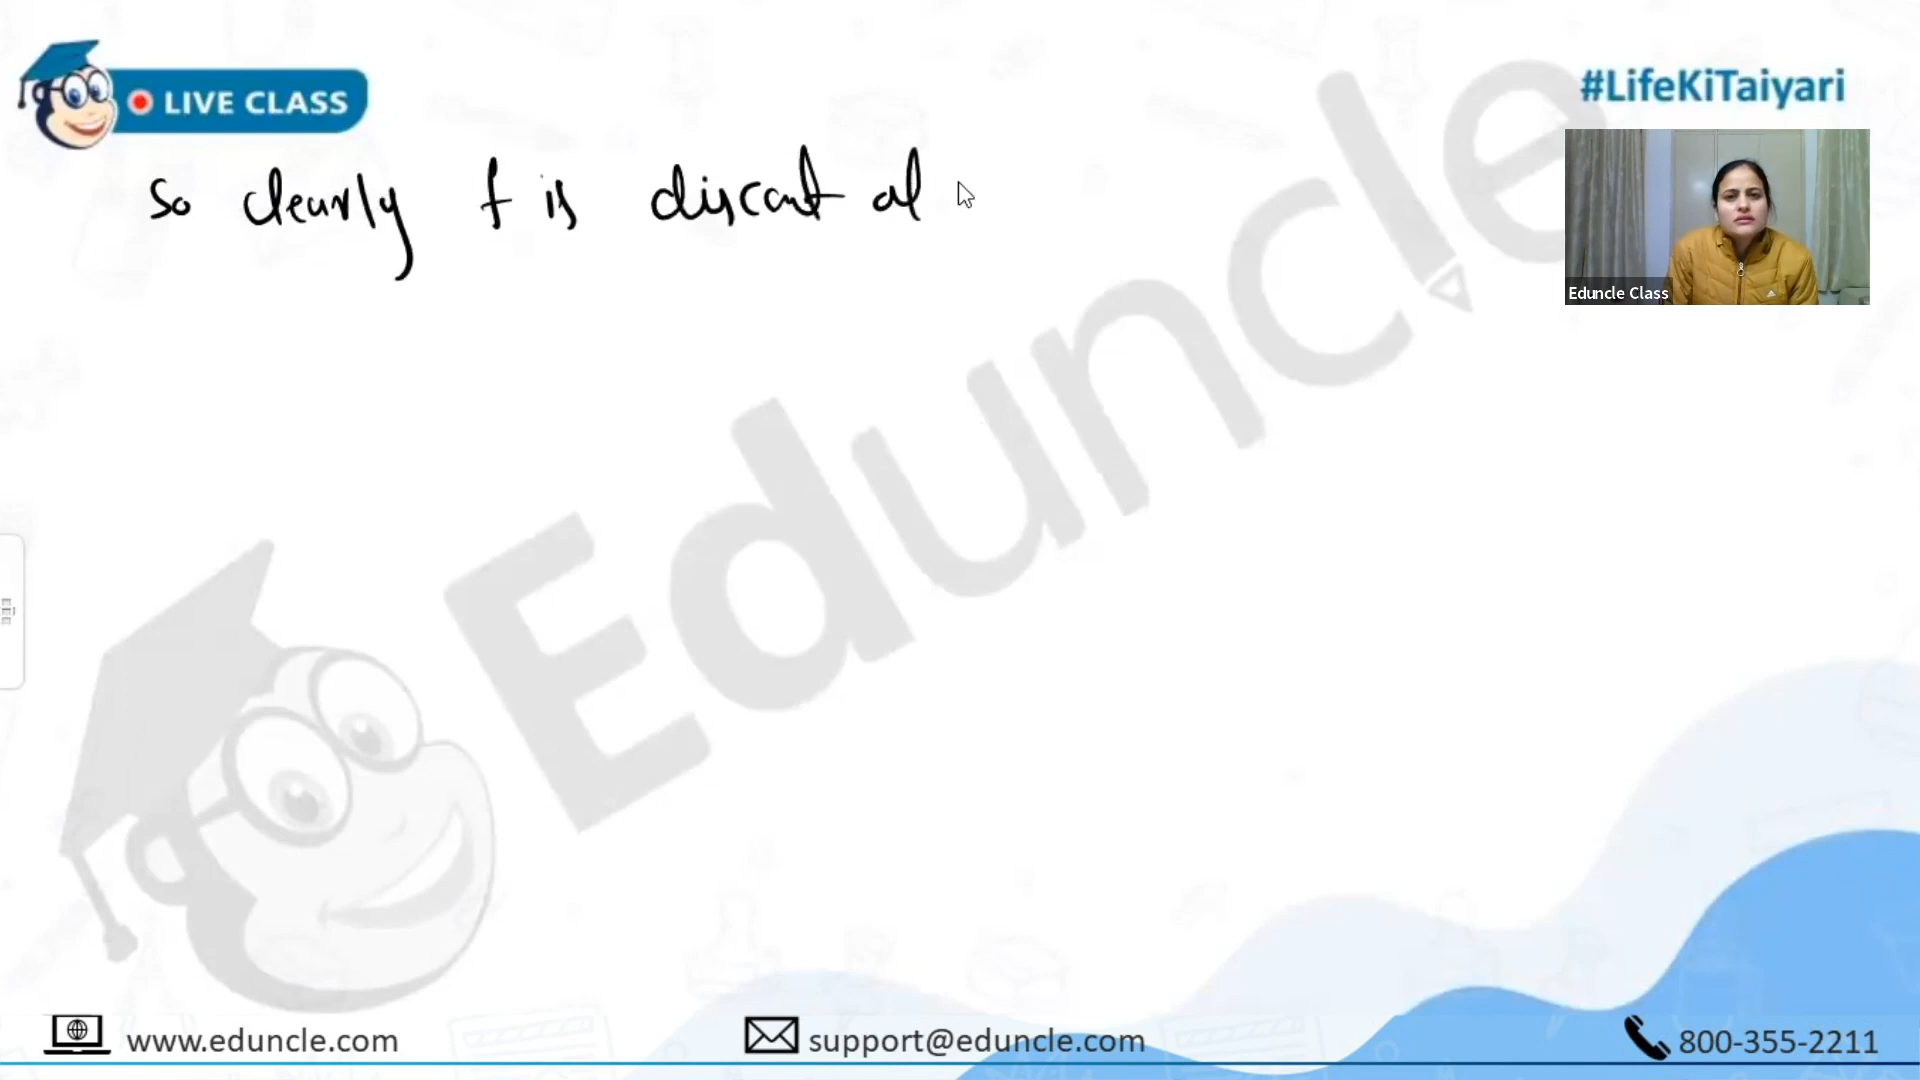 LIVE CLASS
#LifeKiTaiyari
so clearly f is discont at
Eduncle Class
Eduncle
www.eduncle.com
support@eduncle.com
800-355-2211